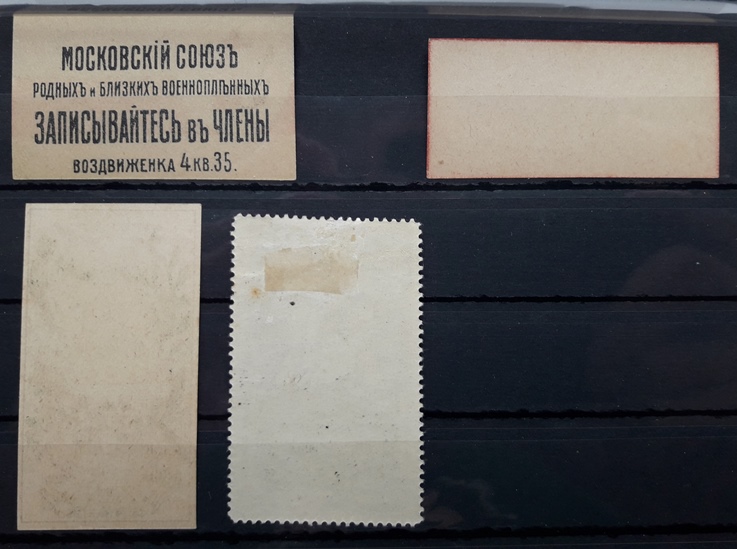 МОСКОВСКІЙ СОЮЗЪ
РОДНЫХЪ и БЛИЗКИХЪ ВОЕННОПЛѢННЫХЪ
ЗАПИСЫВАЙТЕСЬ ВЪ ЧЛЕНЫ
ВОЗДВИЖЕНКА 4.КВ.35.